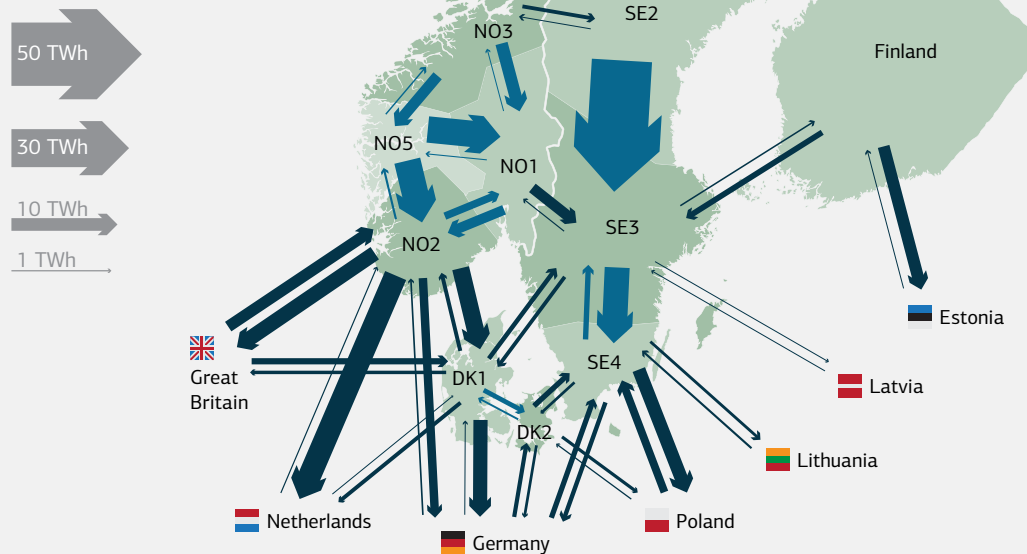 50 TWh
30 TWh
10 TWh
1 TWh
NO3
SE2
Finland
NO5
NO1
SE3
NO2
Estonia
Great
Britain
DK1
SE4
Latvia
DK2
Lithuania
Netherlands
Germany
Poland